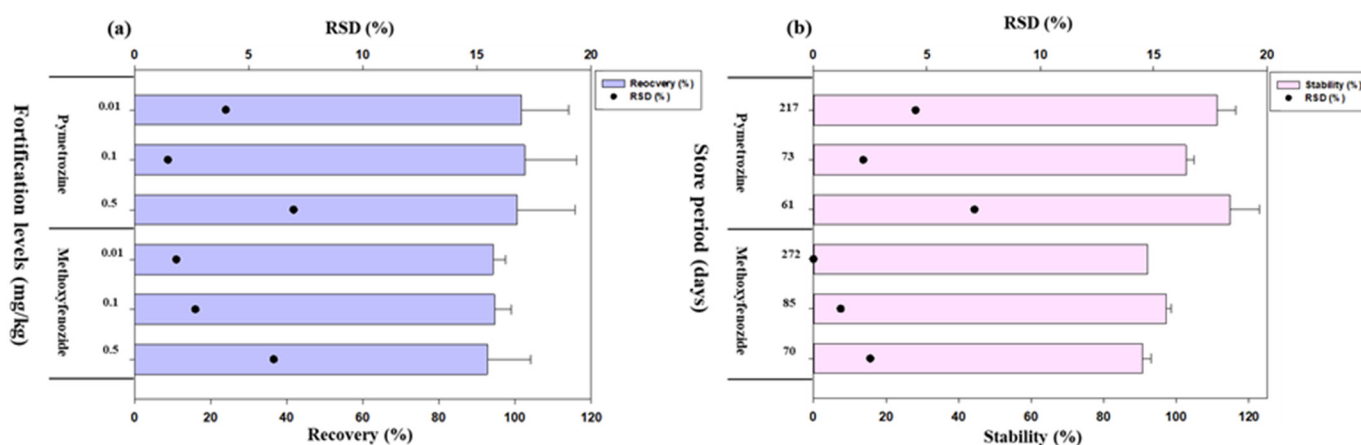 (a)
RSD (%)
0 5 10 15 20
Fortification levels (mg/kg)
Pymetrozine
0.01
0.1
0.5
Methoxyfenozide
0.01
0.1
0.5
0 20 40 60 80 100 120
Recovery (%)
Reocvery (%)
RSD (%)
(b)
RSD (%)
0 5 10 15 20
Store period (days)
Pymetrozine
217
73
61
Methoxyfenozide
272
85
70
0 20 40 60 80 100 120
Stability (%)
Stability (%)
RSD (%)